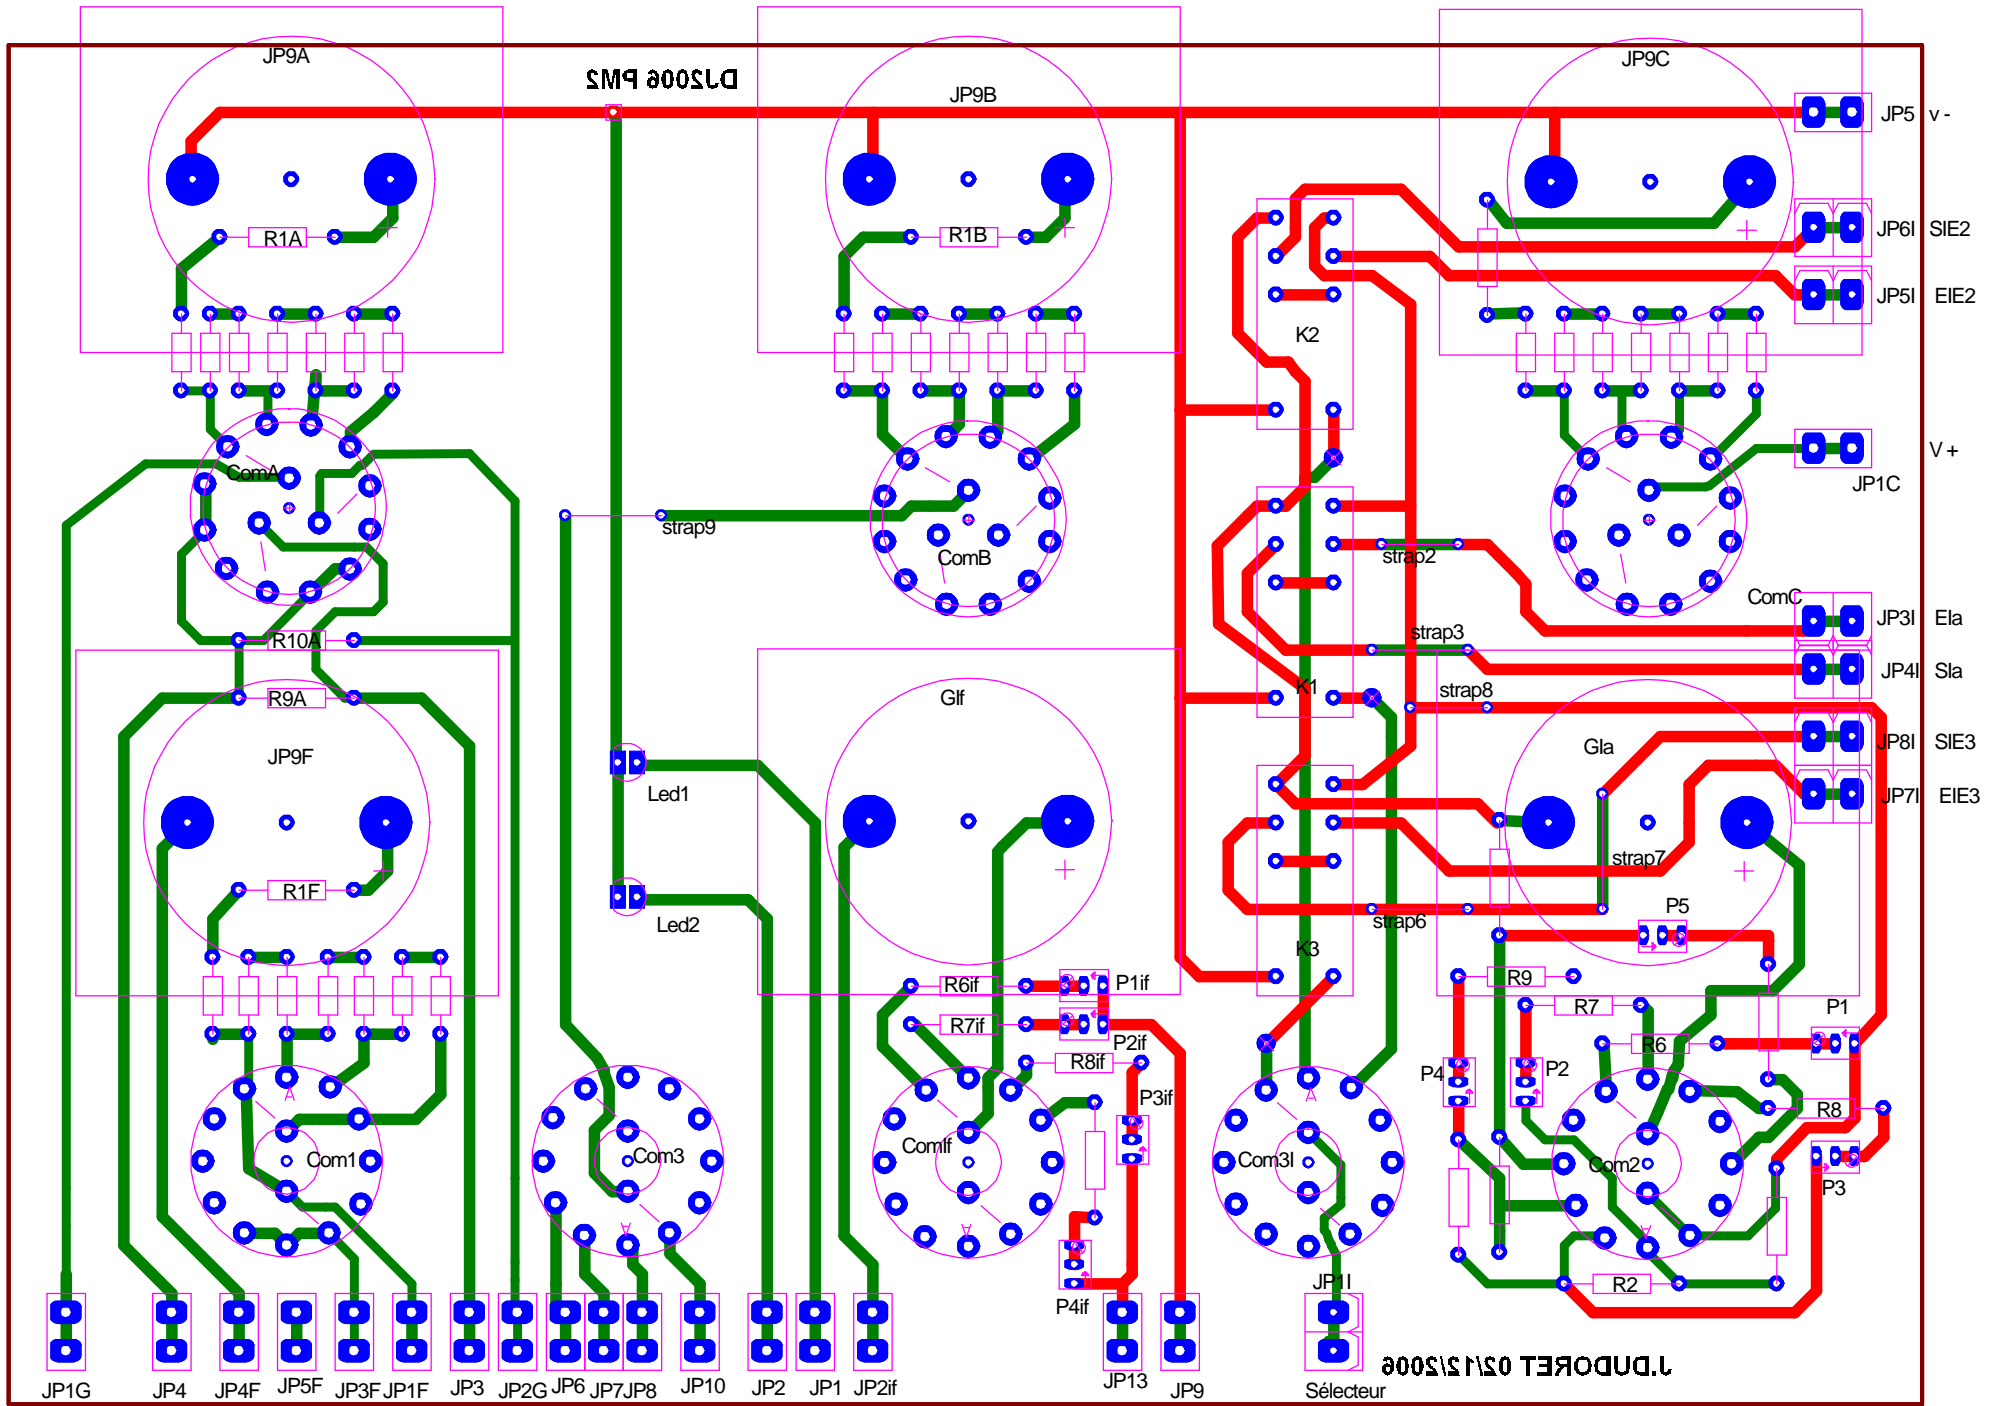 JP9A
DJ2006 PM2
JP9B
JP9C
JP5 v -
R1A
R1B
JP6I SIE2
JP5I EIE2
K2
V +
ComA
JP1C
strap9
ComB
strap2
ComC
JP3I EIa
R10A
strap3
JP4I SIa
R9A
GIf
K1
strap8
JP9F
GIa
JP8I SIE3
Led1
JP7I EIE3
R1F
strap7
Led2
P5
strap6
K3
R6if
P1if
R9
R7
P1
R7if
P2if
R6
R8if
P4
P2
P3if
R8
Com1
Com3
ComIf
Com3I
Com2
P3
A
A
A
A
A
JP1I
R2
P4if
J.DUDORET 02/12/2006
JP1G
JP4
JP4F
JP5F
JP3F
JP1F
JP3
JP2G
JP6
JP7
JP8
JP10
JP2
JP1
JP2if
JP13
JP9
Sélecteur